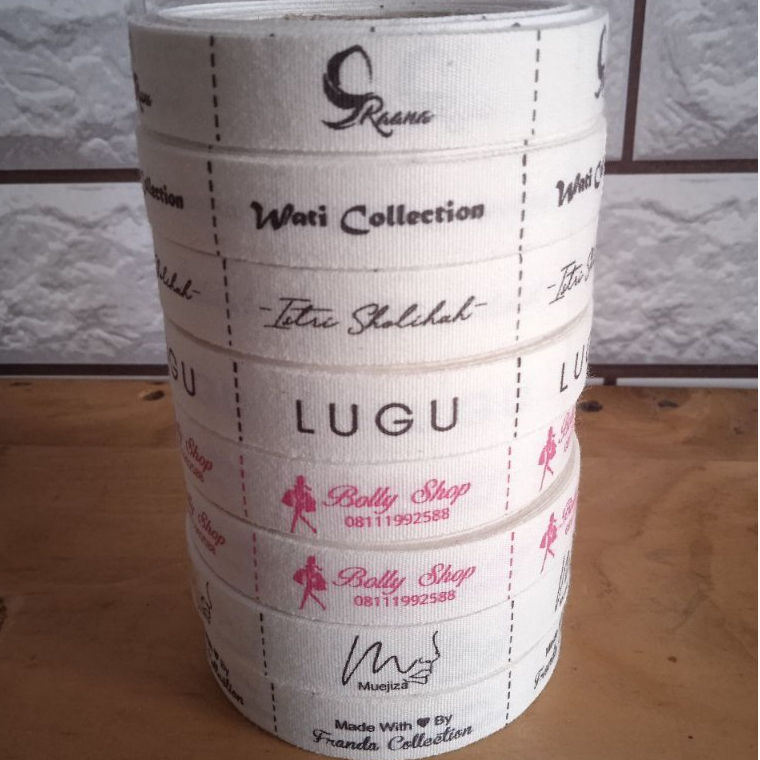 Raana
Wati Collection
-Istri Sholihah-
LUGU
Bolly Shop
08111992588
Bolly Shop
08111992588
Muejiza
Made With ❤ By
Franda Collection